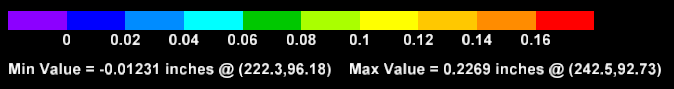 0 0.02 0.04 0.06 0.08 0.1 0.12 0.14 0.16
Min Value = -0.01231 inches @ (222.3,96.18) Max Value = 0.2269 inches @ (242.5,92.73)